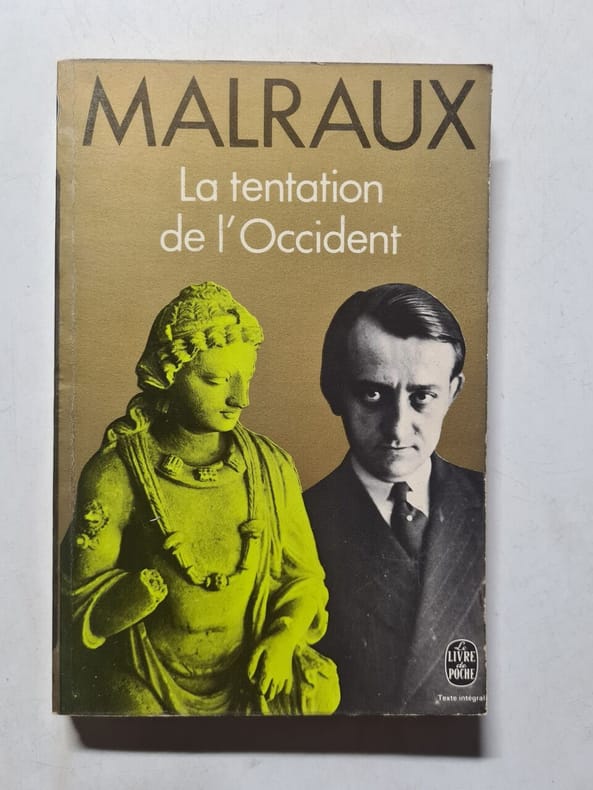 MALRAUX
La tentation
de l'Occident
Le
LIVRE
de
POCHE
Texte intégral